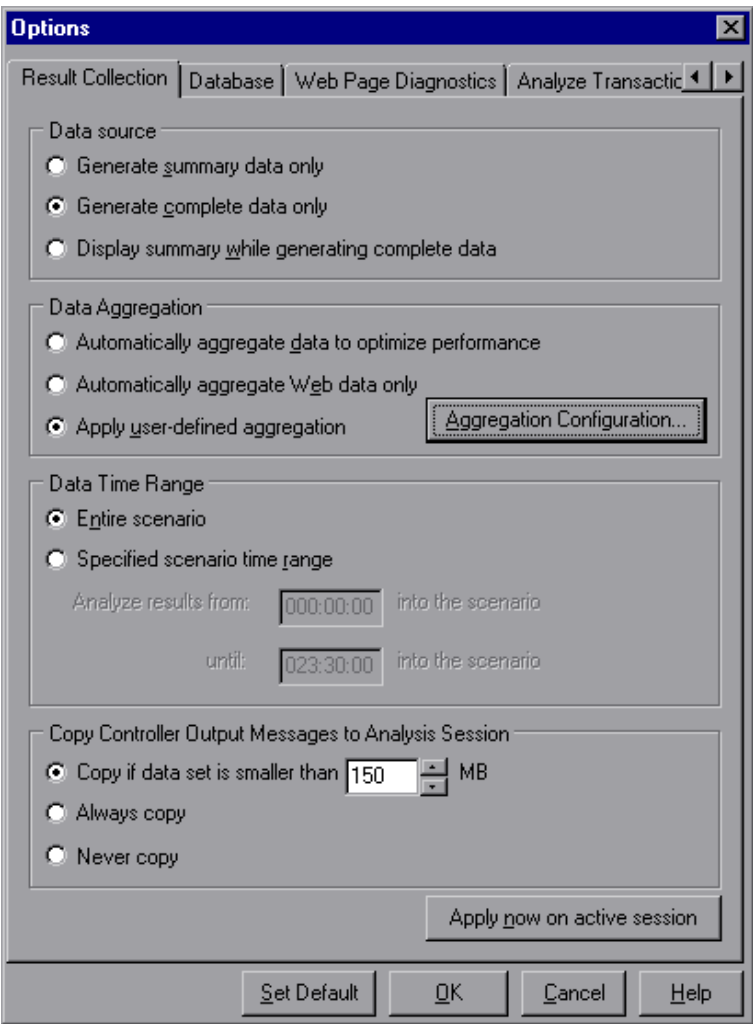 Options
Result Collection Database Web Page Diagnostics Analyze Transactic
Data source
Generate summary data only
Generate complete data only
Display summary while generating complete data
Data Aggregation
Automatically aggregate data to optimize performance
Automatically aggregate Web data only
Apply user-defined aggregation Aggregation Configuration...
Data Time Range
Entire scenario
Specified scenario time range
Analyze results from: 000:00:00 into the scenario
until: 023:30:00 into the scenario
Copy Controller Output Messages to Analysis Session
Copy if data set is smaller than 150 MB
Always copy
Never copy
Apply now on active session
Set Default OK Cancel Help